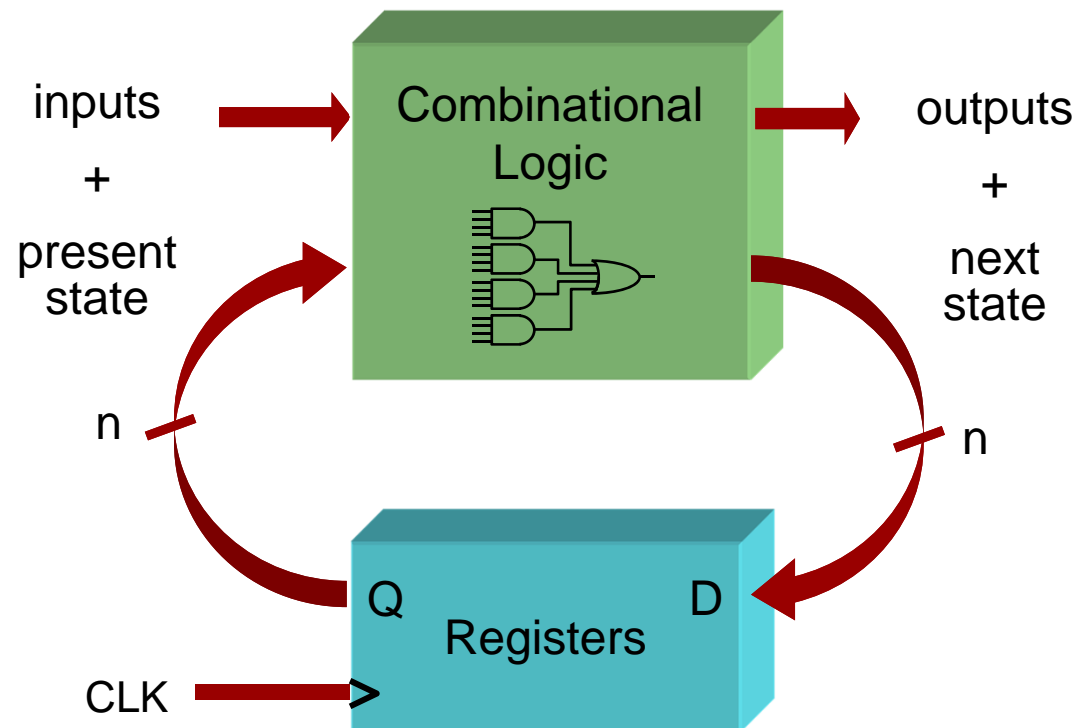 inputs
+
present
state
n
Combinational
Logic
outputs
+
next
state
n
Q
D
Registers
CLK